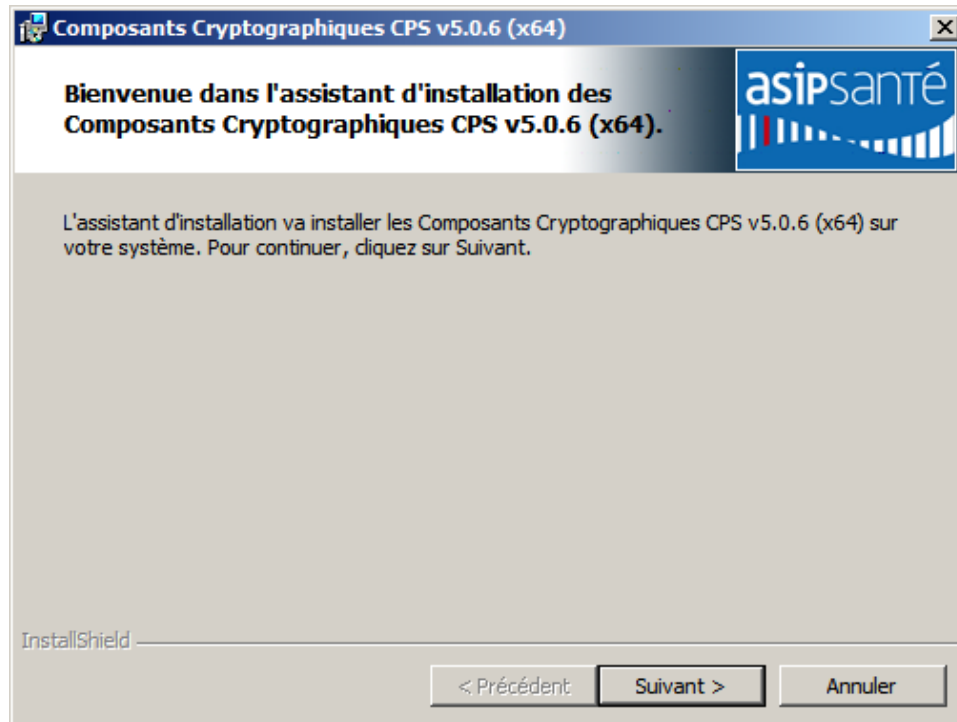 Composants Cryptographiques CPS v5.0.6 (x64)
Bienvenue dans l'assistant d'installation des
Composants Cryptographiques CPS v5.0.6 (x64).
asipsanté
L'assistant d'installation va installer les Composants Cryptographiques CPS v5.0.6 (x64) sur
votre système. Pour continuer, cliquez sur Suivant.
InstallShield
< Précédent
Suivant >
Annuler